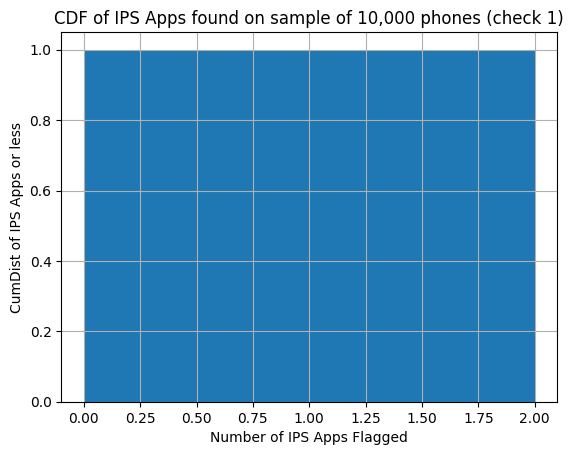 CDF of IPS Apps found on sample of 10,000 phones (check 1)
CumDist of IPS Apps or less
1.0
0.8
0.6
0.4
0.2
0.0
0.00 0.25 0.50 0.75 1.00 1.25 1.50 1.75 2.00
Number of IPS Apps Flagged